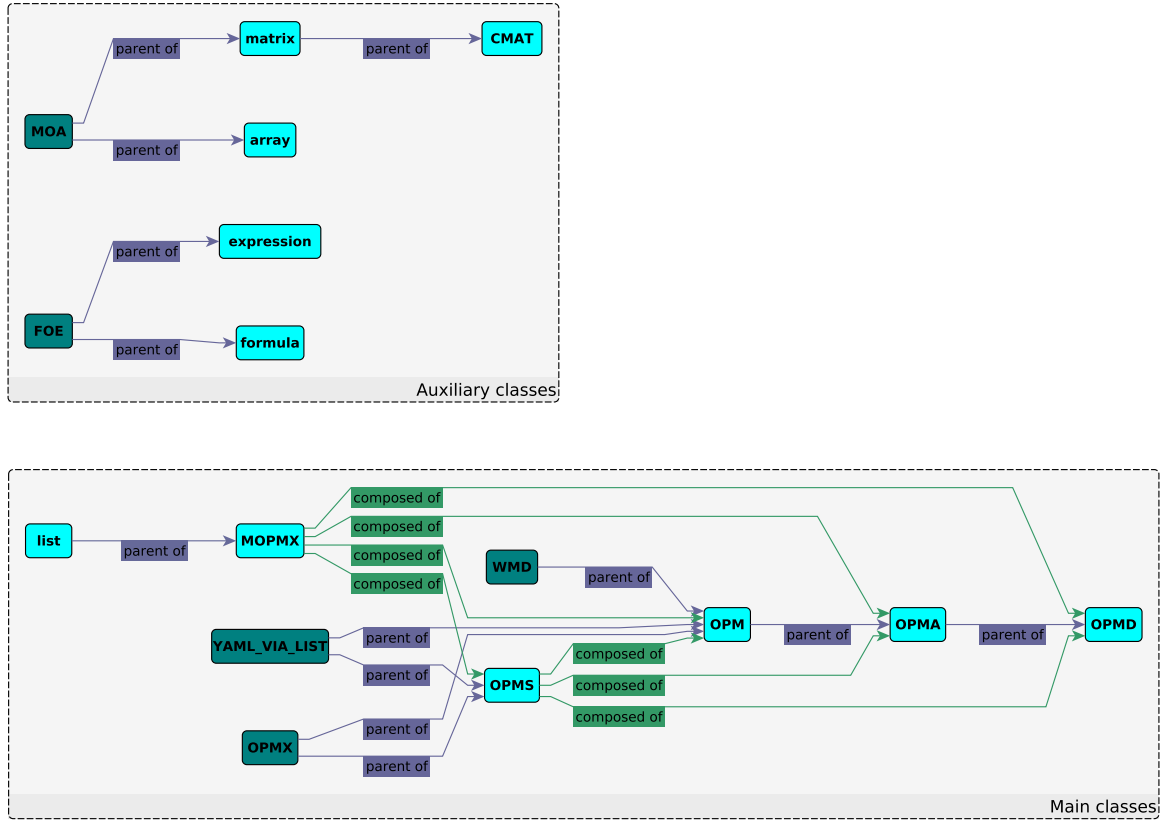 matrix
CMAT
parent of
parent of
MOA
array
parent of
expression
parent of
FOE
formula
parent of
Auxiliary classes
composed of
composed of
list
MOPMX
parent of
composed of
WMD
parent of
composed of
OPM
OPMA
OPMD
parent of
parent of
parent of
YAML_VIA_LIST
composed of
parent of
OPMS
composed of
composed of
parent of
OPMX
parent of
Main classes